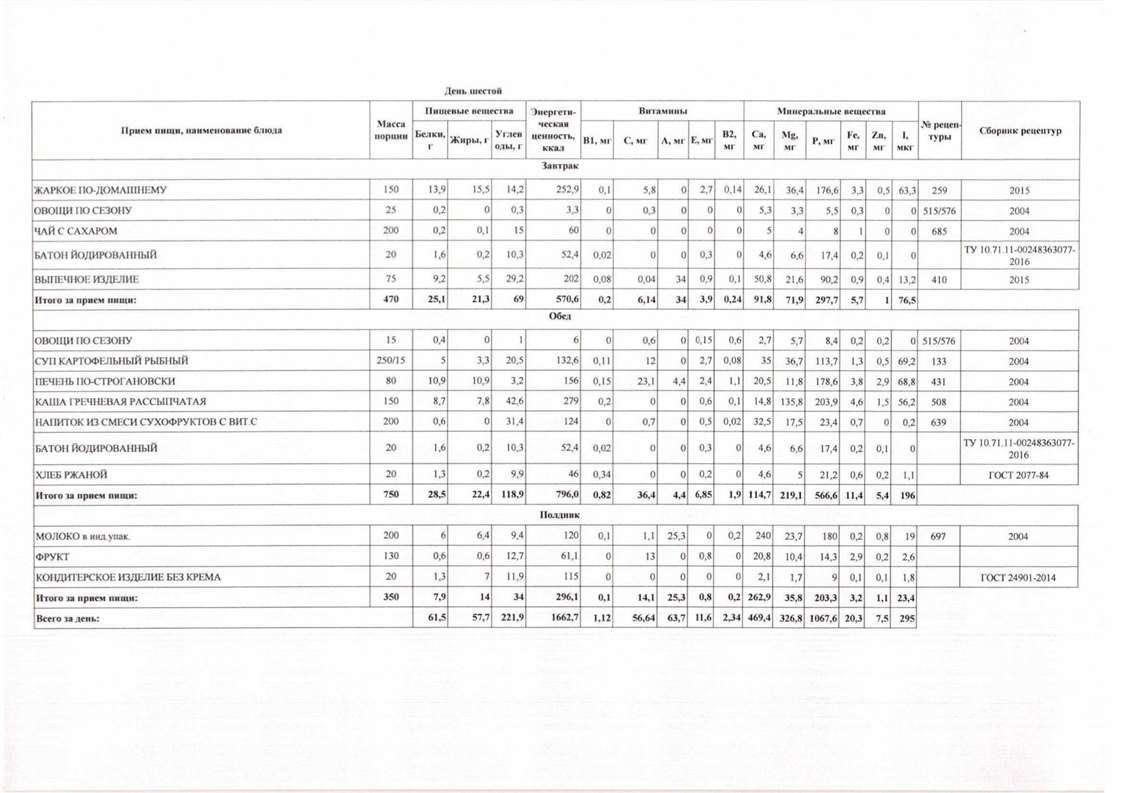 День шестой
Прием пищи, наименование блюда Масса порции Пищевые вещества Энергети-ческая ценность, ккал Витамины Минеральные вещества № рецеп-туры Сборникк рецептур
Белки, г Жиры, г Углев оды, г В1, мг С, мг А, мг Е, мг В2, мг Са, мг Mg, мг Р, мг Fe, мг Zn, мг I, мкг
Завтрак
ЖАРКОЕ ПО-ДОМАШНЕМУ 150 13,9 15,5 14,2 252,9 0,1 5,8 0 2,7 0,14 26,1 36,4 176,6 3,3 0,5 63,3 259 2015
ОВОЩИ ПО СЕЗОНУ 25 0,2 0 0,3 3,3 0 0,3 0 0 0 5,3 3,3 5,5 0,3 0 0 515/576 2004
ЧАЙ С САХАРОМ 200 0,2 0,1 15 60 0 0 0 0 0 5 4 8 1 0 0 685 2004
БАТОН ЙОДИРОВАННЫЙ 20 1,6 0,2 10,3 52,4 0,02 0 0 0,3 0 4,6 6,6 17,4 0,2 0,1 0 ТУ 10.71.11-00248363077-2016
ВЫПЕЧНОЕ ИЗДЕЛИЕ 75 9,2 5,5 29,2 202 0,08 0,04 34 0,9 0,1 50,8 21,6 90,2 0,9 0,4 13,2 410 2015
Итого за прием пищи: 470 25,1 21,3 69 570,6 0,2 6,14 34 3,9 0,24 91,8 71,9 297,7 5,7 1 76,5
Обед
ОВОЩИ ПО СЕЗОНУ 15 0,4 0 1 6 0 0,6 0 0,15 0,6 2,7 5,7 8,4 0,2 0,2 0 515/576 2004
СУП КАРТОФЕЛЬНЫЙ РЫБНЫЙ 250/15 5 3,3 20,5 132,6 0,11 12 0 2,7 0,08 35 36,7 113,7 1,3 0,5 69,2 133 2004
ПЕЧЕНЬ ПО-СТРОГАНОВСКИ 80 10,9 10,9 3,2 156 0,15 23,1 4,4 2,4 1,1 20,5 11,8 178,6 3,8 2,9 68,8 431 2004
КАША ГРЕЧНЕВАЯ РАССЫПЧАТАЯ 150 8,7 7,8 42,6 279 0,2 0 0 0,6 0,1 14,8 135,8 203,9 4,6 1,5 56,2 508 2004
НАПИТОК ИЗ СМЕСИ СУХОФРУКТОВ С ВИТ.С 200 0,6 0 31,4 124 0 0,7 0 0,5 0,02 32,5 17,5 23,4 0,7 0 0,2 639 2004
БАТОН ЙОДИРОВАННЫЙ 20 1,6 0,2 10,3 52,4 0,02 0 0 0,3 0 4,6 6,6 17,4 0,2 0,1 0 ТУ 10.71.11-00248363077-2016
ХЛЕБ РЖАНОЙ 20 1,3 0,2 9,9 46 0,34 0 0 0,2 0 4,6 5 21,2 0,6 0,2 1,1 ГОСТ 2077-84
Итого за прием пищи: 750 28,5 22,4 118,9 796,0 0,82 36,4 4,4 6,85 1,9 114,7 219,1 566,6 11,4 5,4 196
Полдник
МОЛОКО в инд.упак. 200 6 6,4 9,4 120 0,1 1,1 25,3 0 0,2 240 23,7 180 0,2 0,8 19 697 2004
ФРУКТ 130 0,6 0,6 12,7 61,1 0 13 0 0,8 0 20,8 10,4 14,3 2,9 0,2 2,6
КОНДИТЕРСКОЕ ИЗДЕЛИЕ БЕЗ КРЕМА 20 1,3 7 11,9 115 0 0 0 0 0 2,1 1,7 9 0,1 0,1 1,8 ГОСТ 24901-2014
Итого за прием пищи: 350 7,9 14 34 296,1 0,1 14,1 25,3 0,8 0,2 262,9 35,8 203,3 3,2 1,1 23,4
Всего за день: 61,5 57,7 221,9 1662,7 1,12 56,64 63,7 11,6 2,34 469,4 326,8 1067,6 20,3 7,5 295